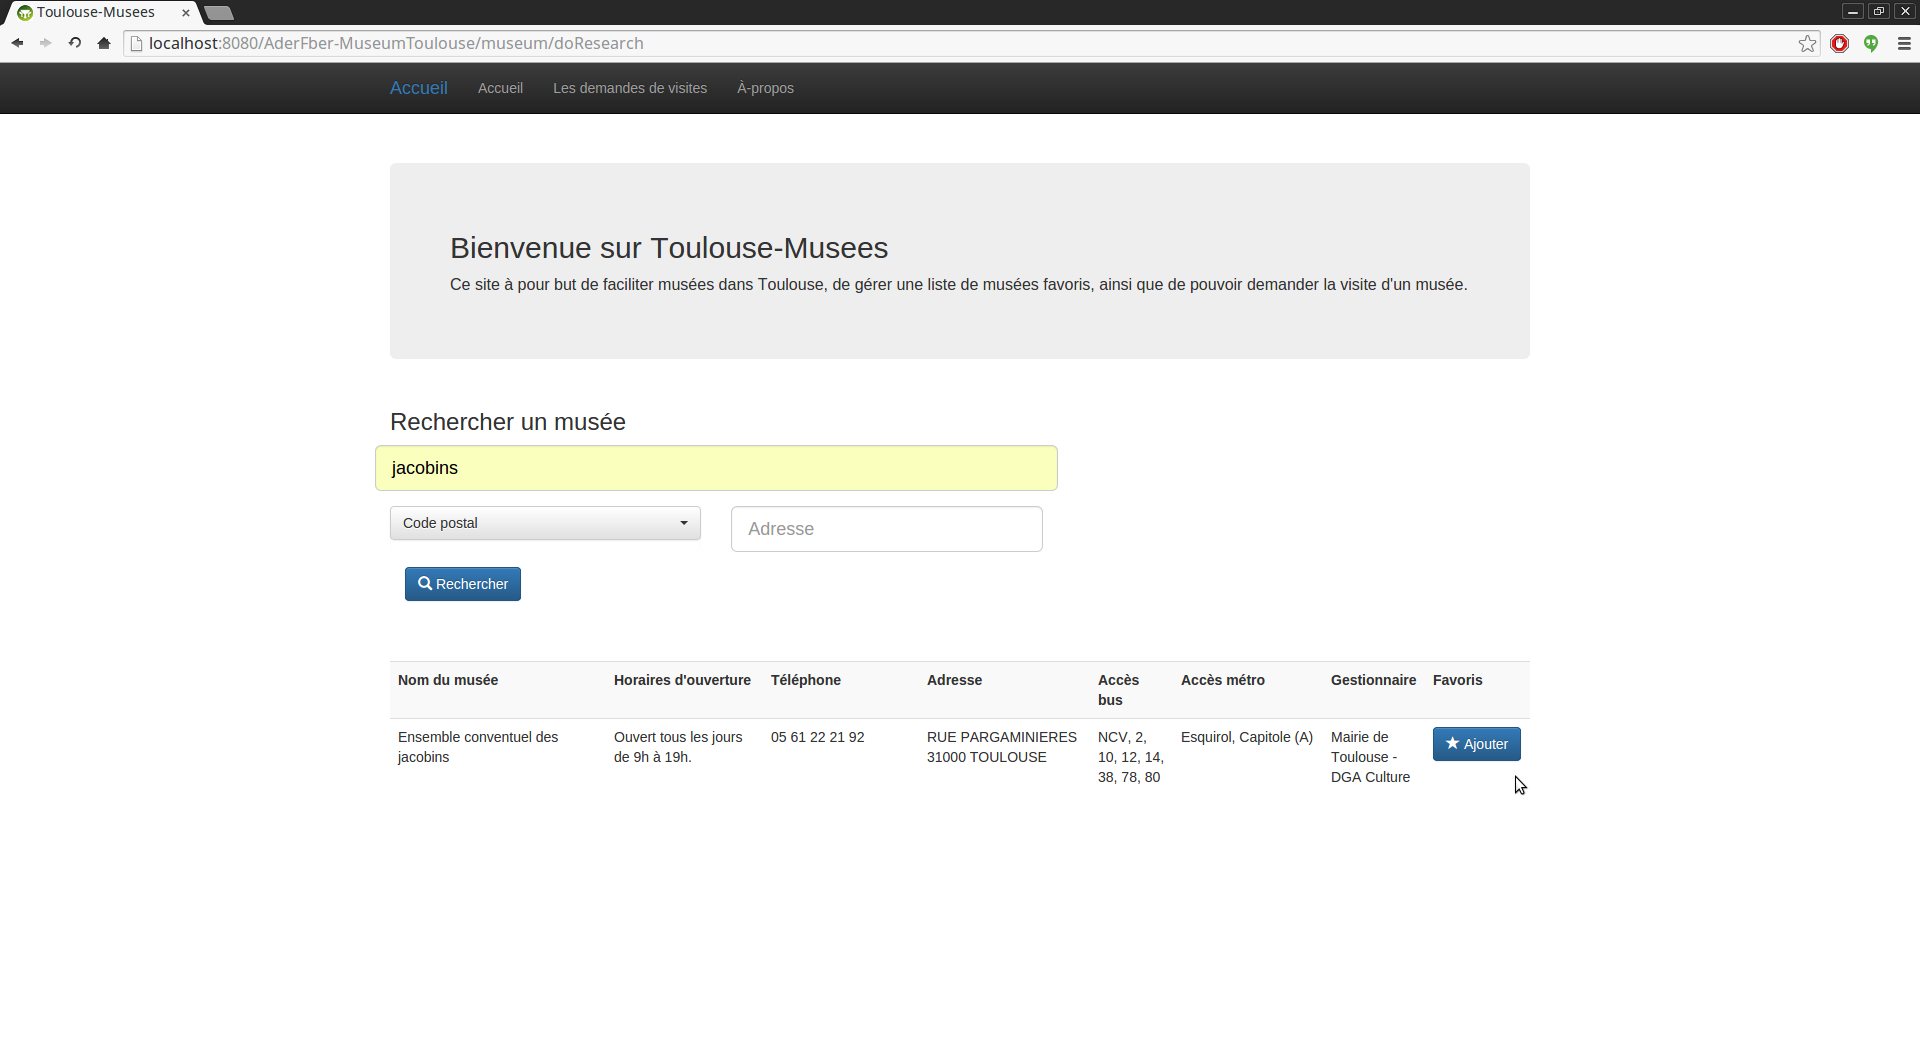 Toulouse-Musees
localhost:8080/AderFber-MuseumToulouse/museum/doResearch
Accueil Accueil Les demandes de visites À-propos
Bienvenue sur Toulouse-Musees
Ce site à pour but de faciliter musées dans Toulouse, de gérer une liste de musées favoris, ainsi que de pouvoir demander la visite d'un musée.
Rechercher un musée
jacobins
Code postal Adresse
Rechercher
Nom du musée Horaires d'ouverture Téléphone Adresse Accès Accès métro Gestionnaire Favoris
bus
Ensemble conventuel des Ouvert tous les jours 05 61 22 21 92 RUE PARGAMINIERES NCV, 2, Esquirol, Capitole (A) Mairie de Ajouter
jacobins de 9h à 19h. 31000 TOULOUSE 10, 12, 14, Toulouse -
38, 78, 80 DGA Culture